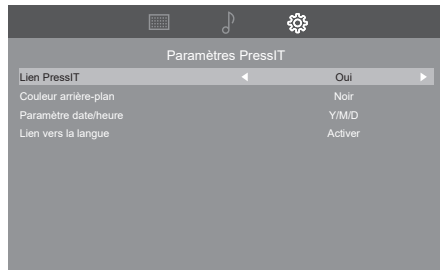 Paramètres PressIT
Lien PressIT Oui
Couleur arrière-plan Noir
Paramètre date/heure Y/M/D
Lien vers la langue Activer